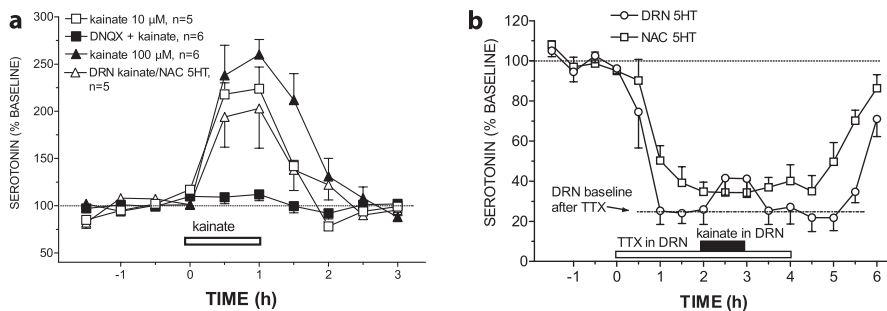 a
kainate 10 µM, n=5
DNQX + kainate, n=6
kainate 100 µM, n=6
DRN kainate/NAC 5HT,
n=5
SEROTONIN (% BASELINE)
250
200
150
100
50
kainate
-1
0
1
2
3
TIME (h)
b
DRN 5HT
NAC 5HT
SEROTONIN (% BASELINE)
120
100
80
60
40
20
0
DRN baseline
after TTX
kainate in DRN
TTX in DRN
-1
0
1
2
3
4
5
6
TIME (h)